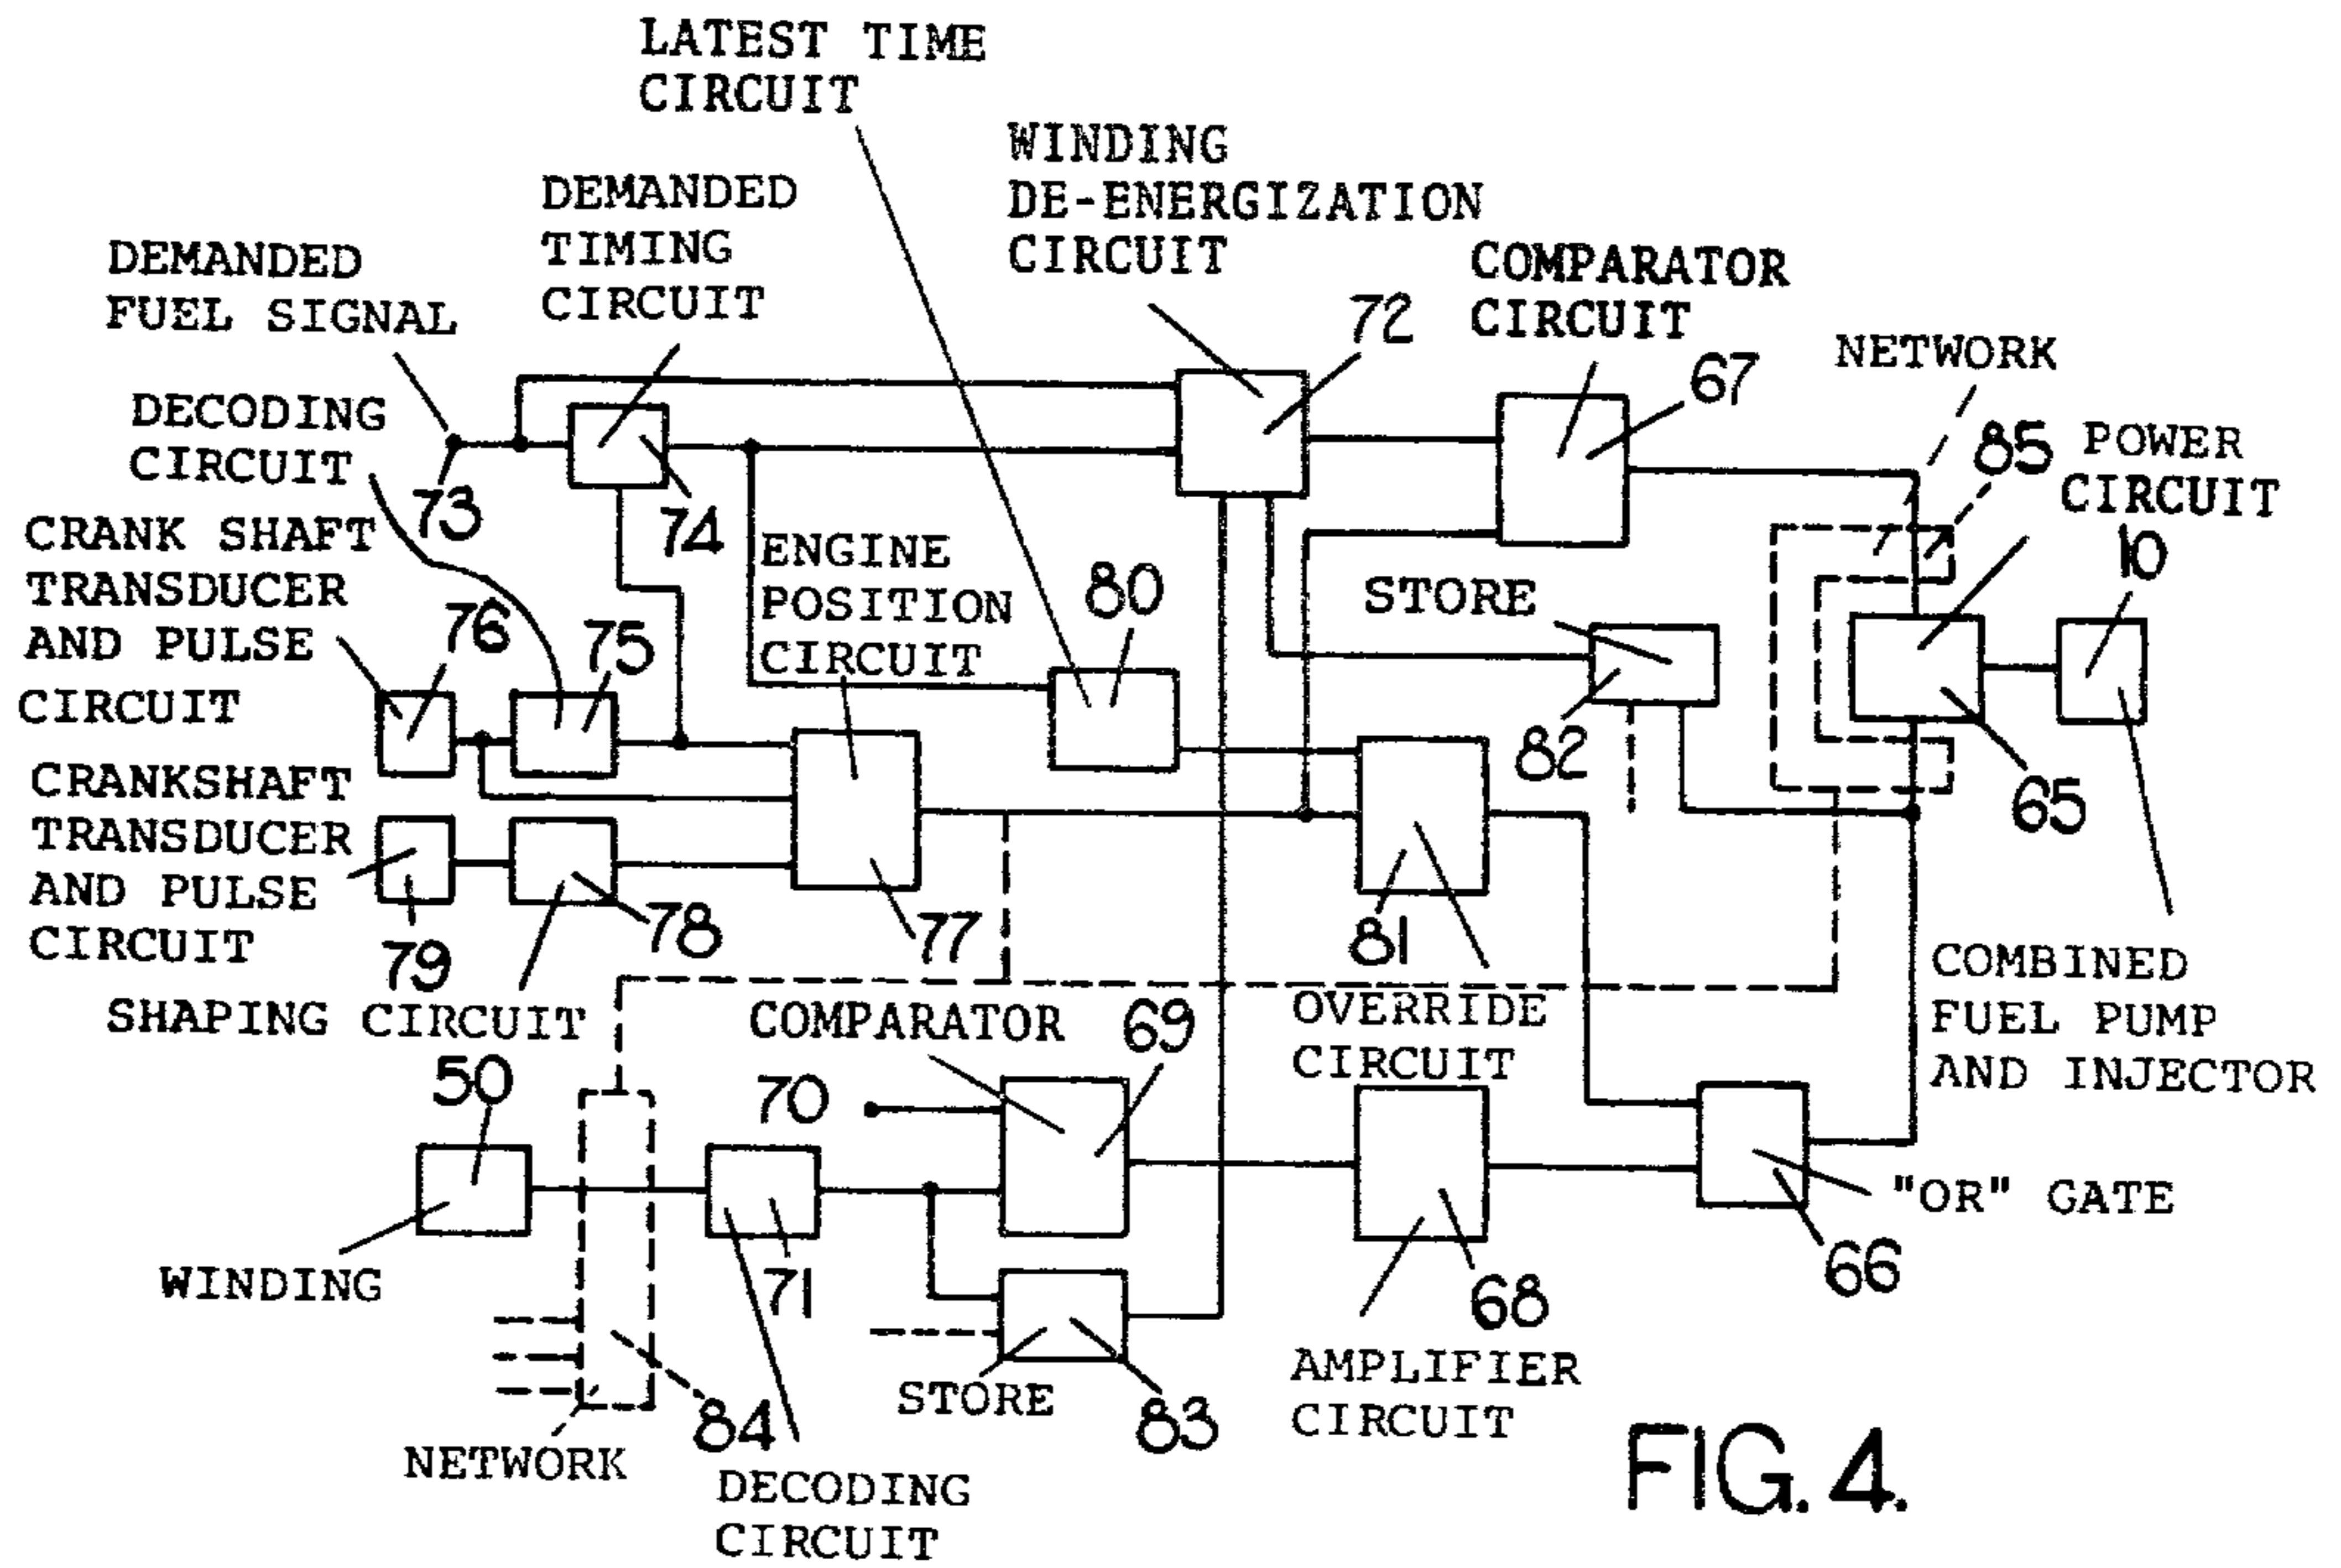 LATEST TIME
CIRCUIT
WINDING
DE-ENERGIZATION
CIRCUIT
DEMANDED
TIMING
CIRCUIT
DEMANDED
FUEL SIGNAL
COMPARATOR
CIRCUIT
72
67
NETWORK
85
POWER
CIRCUIT
10
DECODING
CIRCUIT
73
74
CRANK SHAFT
TRANSDUCER
AND PULSE
CIRCUIT
76
75
ENGINE
POSITION
CIRCUIT
80
STORE
82
65
CRANKSHAFT
TRANSDUCER
AND PULSE
CIRCUIT
79
78
77
81
SHAPING CIRCUIT
COMPARATOR
69
OVERRIDE
CIRCUIT
COMBINED
FUEL PUMP
AND INJECTOR
50
70
WINDING
71
"OR" GATE
66
68
STORE
83
AMPLIFIER
CIRCUIT
84
NETWORK
DECODING
CIRCUIT
FIG. 4.